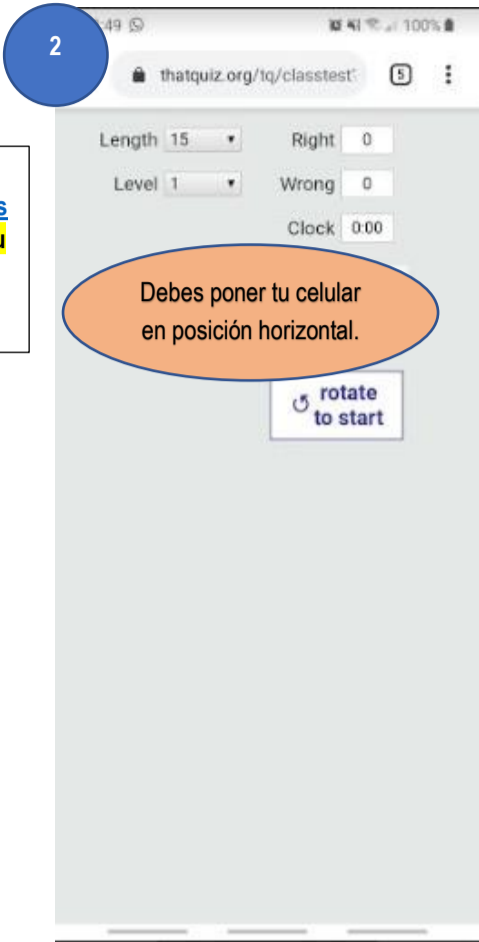 :49 100%
2
thatquiz.org/tq/classtest 5
Length 15 Right 0
Level 1 Wrong 0
Clock 0:00
s
u
Debes poner tu celular
en posición horizontal.
rotate
to start